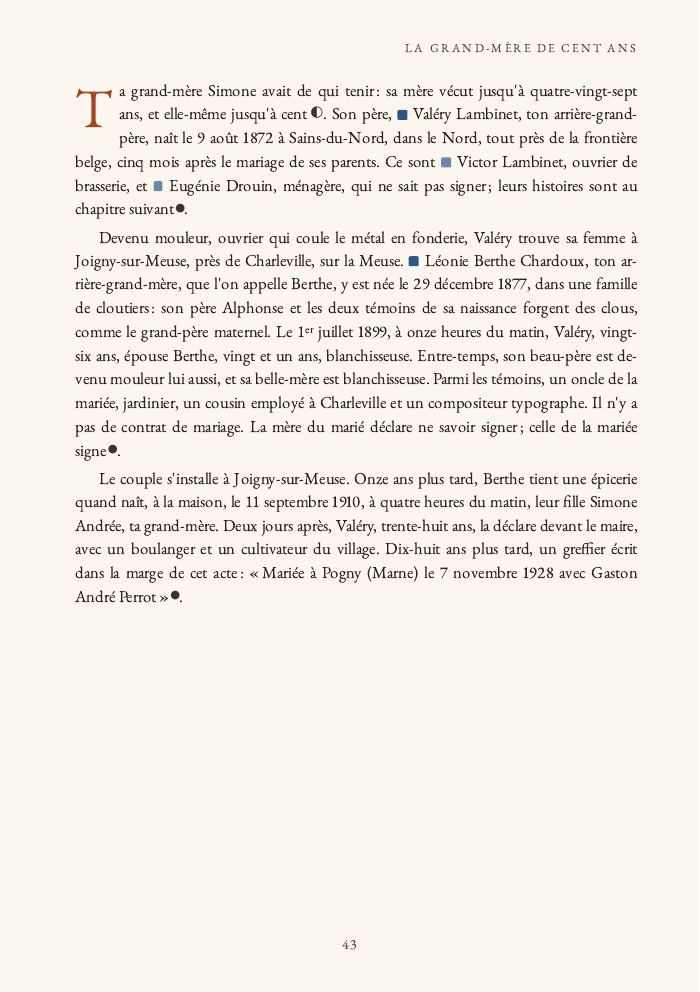 LA GRAND-MÈRE DE CENT ANS
Ta grand-mère Simone avait de qui tenir : sa mère vécut jusqu'à quatre-vingt-sept
ans, et elle-même jusqu'à cent ◐. Son père, ■ Valéry Lambinet, ton arrière-grand-
père, naît le 9 août 1872 à Sains-du-Nord, dans le Nord, tout près de la frontière
belge, cinq mois après le mariage de ses parents. Ce sont ■ Victor Lambinet, ouvrier de
brasserie, et ■ Eugénie Drouin, ménagère, qui ne sait pas signer ; leurs histoires sont au
chapitre suivant●.
Devenu mouleur, ouvrier qui coule le métal en fonderie, Valéry trouve sa femme à
Joigny-sur-Meuse, près de Charleville, sur la Meuse. ■ Léonie Berthe Chardoux, ton ar-
rière-grand-mère, que l'on appelle Berthe, y est née le 29 décembre 1877, dans une famille
de cloutiers : son père Alphonse et les deux témoins de sa naissance forgent des clous,
comme le grand-père maternel. Le 1er juillet 1899, à onze heures du matin, Valéry, vingt-
six ans, épouse Berthe, vingt et un ans, blanchisseuse. Entre-temps, son beau-père est de-
venu mouleur lui aussi, et sa belle-mère est blanchisseuse. Parmi les témoins, un oncle de la
mariée, jardinier, un cousin employé à Charleville et un compositeur typographe. Il n'y a
pas de contrat de mariage. La mère du marié déclare ne savoir signer ; celle de la mariée
signe●.
Le couple s'installe à Joigny-sur-Meuse. Onze ans plus tard, Berthe tient une épicerie
quand naît, à la maison, le 11 septembre 1910, à quatre heures du matin, leur fille Simone
Andrée, ta grand-mère. Deux jours après, Valéry, trente-huit ans, la déclare devant le maire,
avec un boulanger et un cultivateur du village. Dix-huit ans plus tard, un greffier écrit
dans la marge de cet acte : « Mariée à Pogny (Marne) le 7 novembre 1928 avec Gaston
André Perrot »●.
43